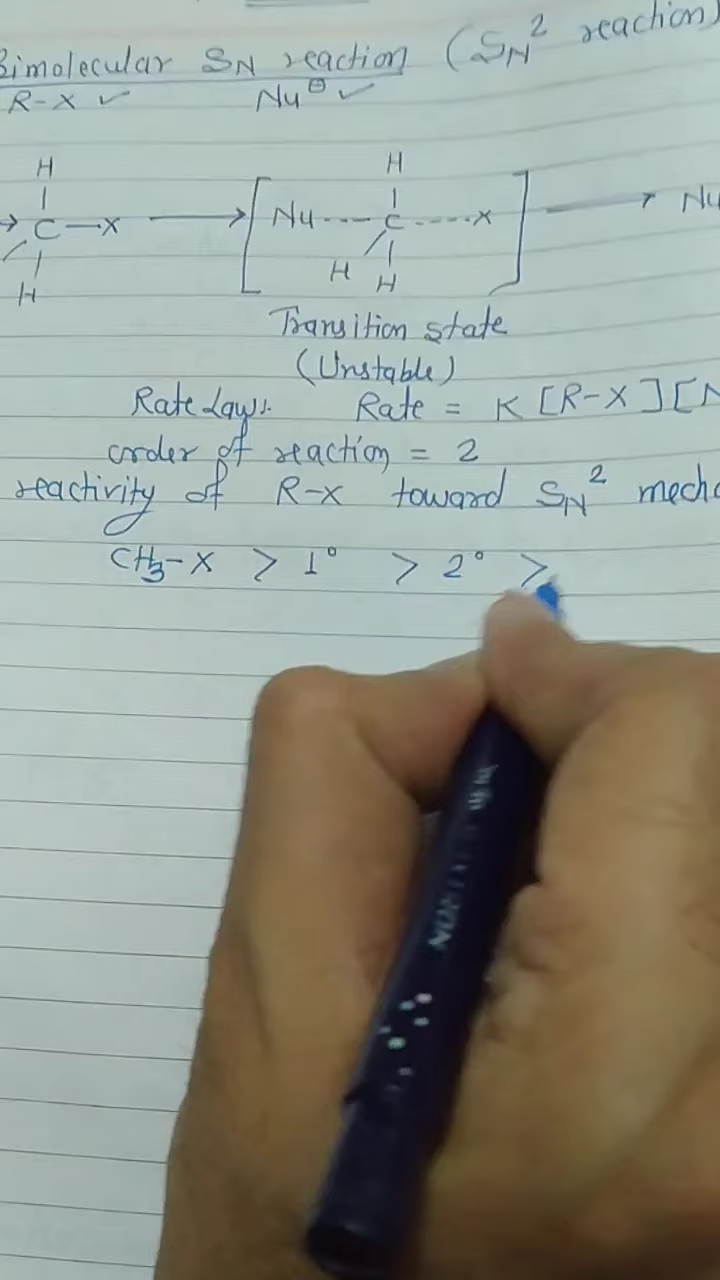 Bimolecular SN reaction (SN² reaction)
R-X ✓ Nu⊖ ✓
H H
→ C-X → [Nu----C----X] → Nu
H H H
Transition state
(Unstable)
Rate Law:- Rate = K [R-X][N
order of reaction = 2
reactivity of R-X toward SN² mecha
CH₃-X > 1° > 2° >